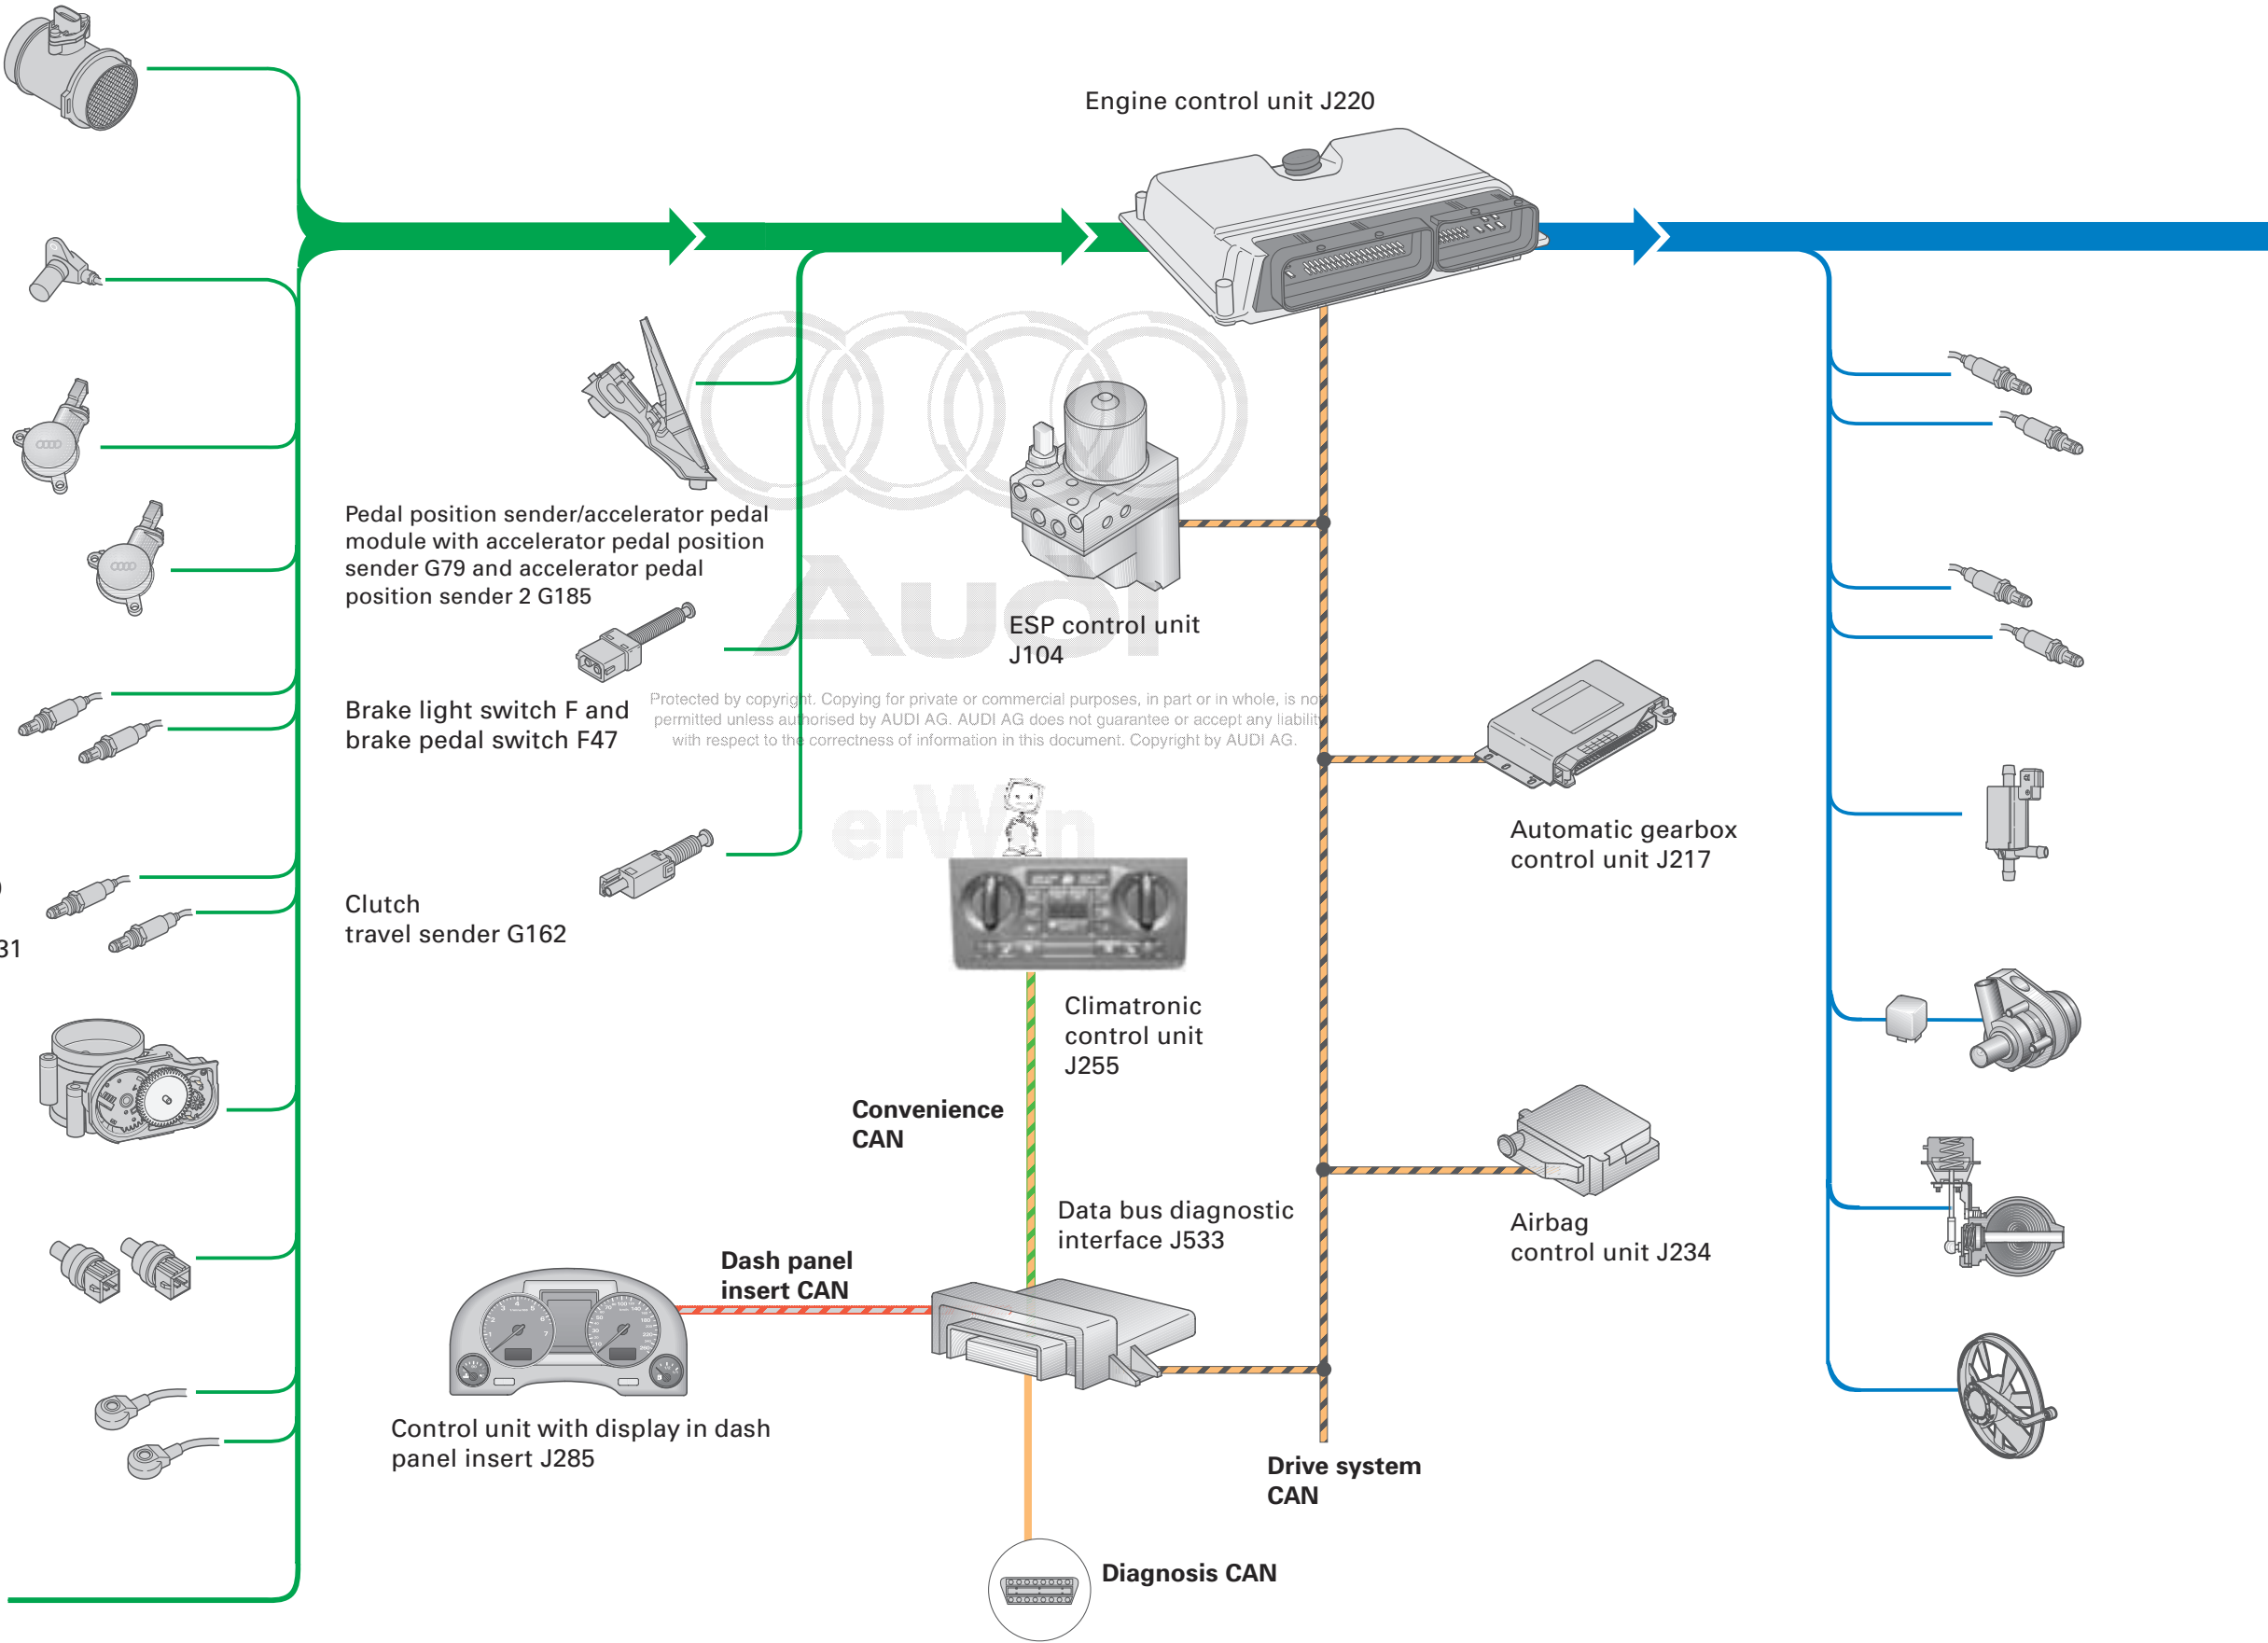 Engine control unit J220
Pedal position sender/accelerator pedal
module with accelerator pedal position
sender G79 and accelerator pedal
position sender 2 G185
Audi
ESP control unit
J104
Brake light switch F and
brake pedal switch F47
Protected by copyright. Copying for private or commercial purposes, in part or in whole, is not
permitted unless authorised by AUDI AG. AUDI AG does not guarantee or accept any liability
with respect to the correctness of information in this document. Copyright by AUDI AG.
erWin
Automatic gearbox
control unit J217
Clutch
travel sender G162
31
Climatronic
control unit
J255
Convenience
CAN
Data bus diagnostic
interface J533
Airbag
control unit J234
Dash panel
insert CAN
Control unit with display in dash
panel insert J285
Drive system
CAN
Diagnosis CAN